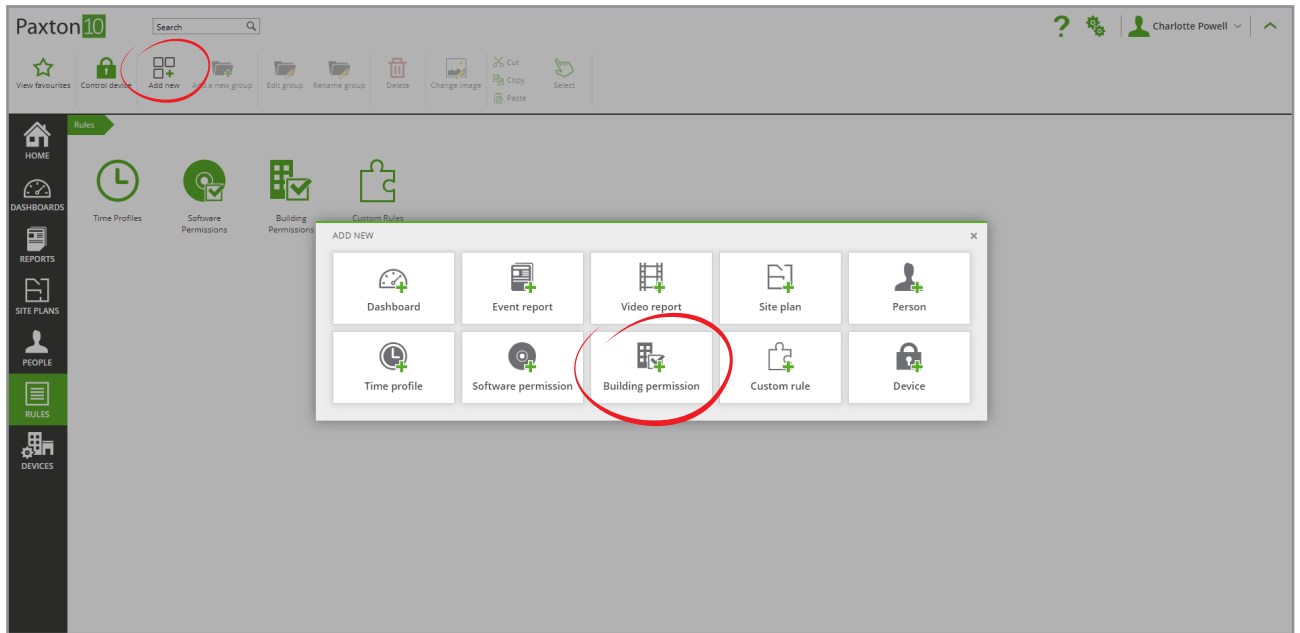 Paxton10
Search
Charlotte Powell
View favourites
Control device
Add new
Add a new group
Edit group
Rename group
Delete
Change image
Cut
Copy
Paste
Select
HOME
DASHBOARDS
REPORTS
SITE PLANS
PEOPLE
RULES
DEVICES
Rules
Time Profiles
Software
Permissions
Building
Permissions
Custom Rules
ADD NEW
Dashboard
Event report
Video report
Site plan
Person
Time profile
Software permission
Building permission
Custom rule
Device